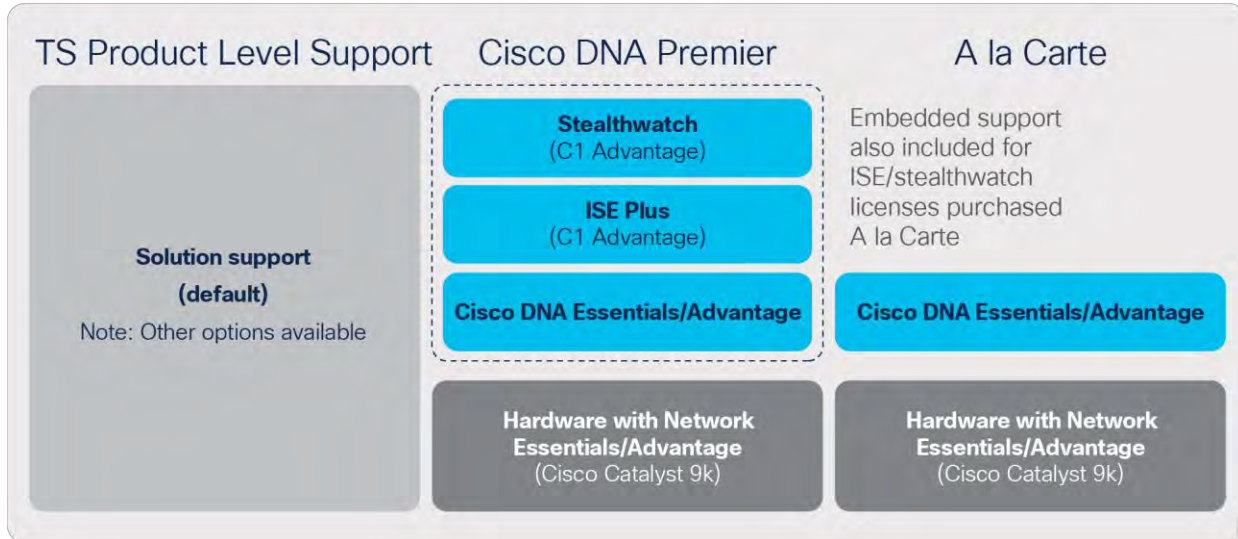 TS Product Level Support
Solution support
(default)
Note: Other options available
Cisco DNA Premier
Stealthwatch
(C1 Advantage)
ISE Plus
(C1 Advantage)
Cisco DNA Essentials/Advantage
Hardware with Network
Essentials/Advantage
(Cisco Catalyst 9k)
A la Carte
Embedded support
also included for
ISE/stealthwatch
licenses purchased
A la Carte
Cisco DNA Essentials/Advantage
Hardware with Network
Essentials/Advantage
(Cisco Catalyst 9k)